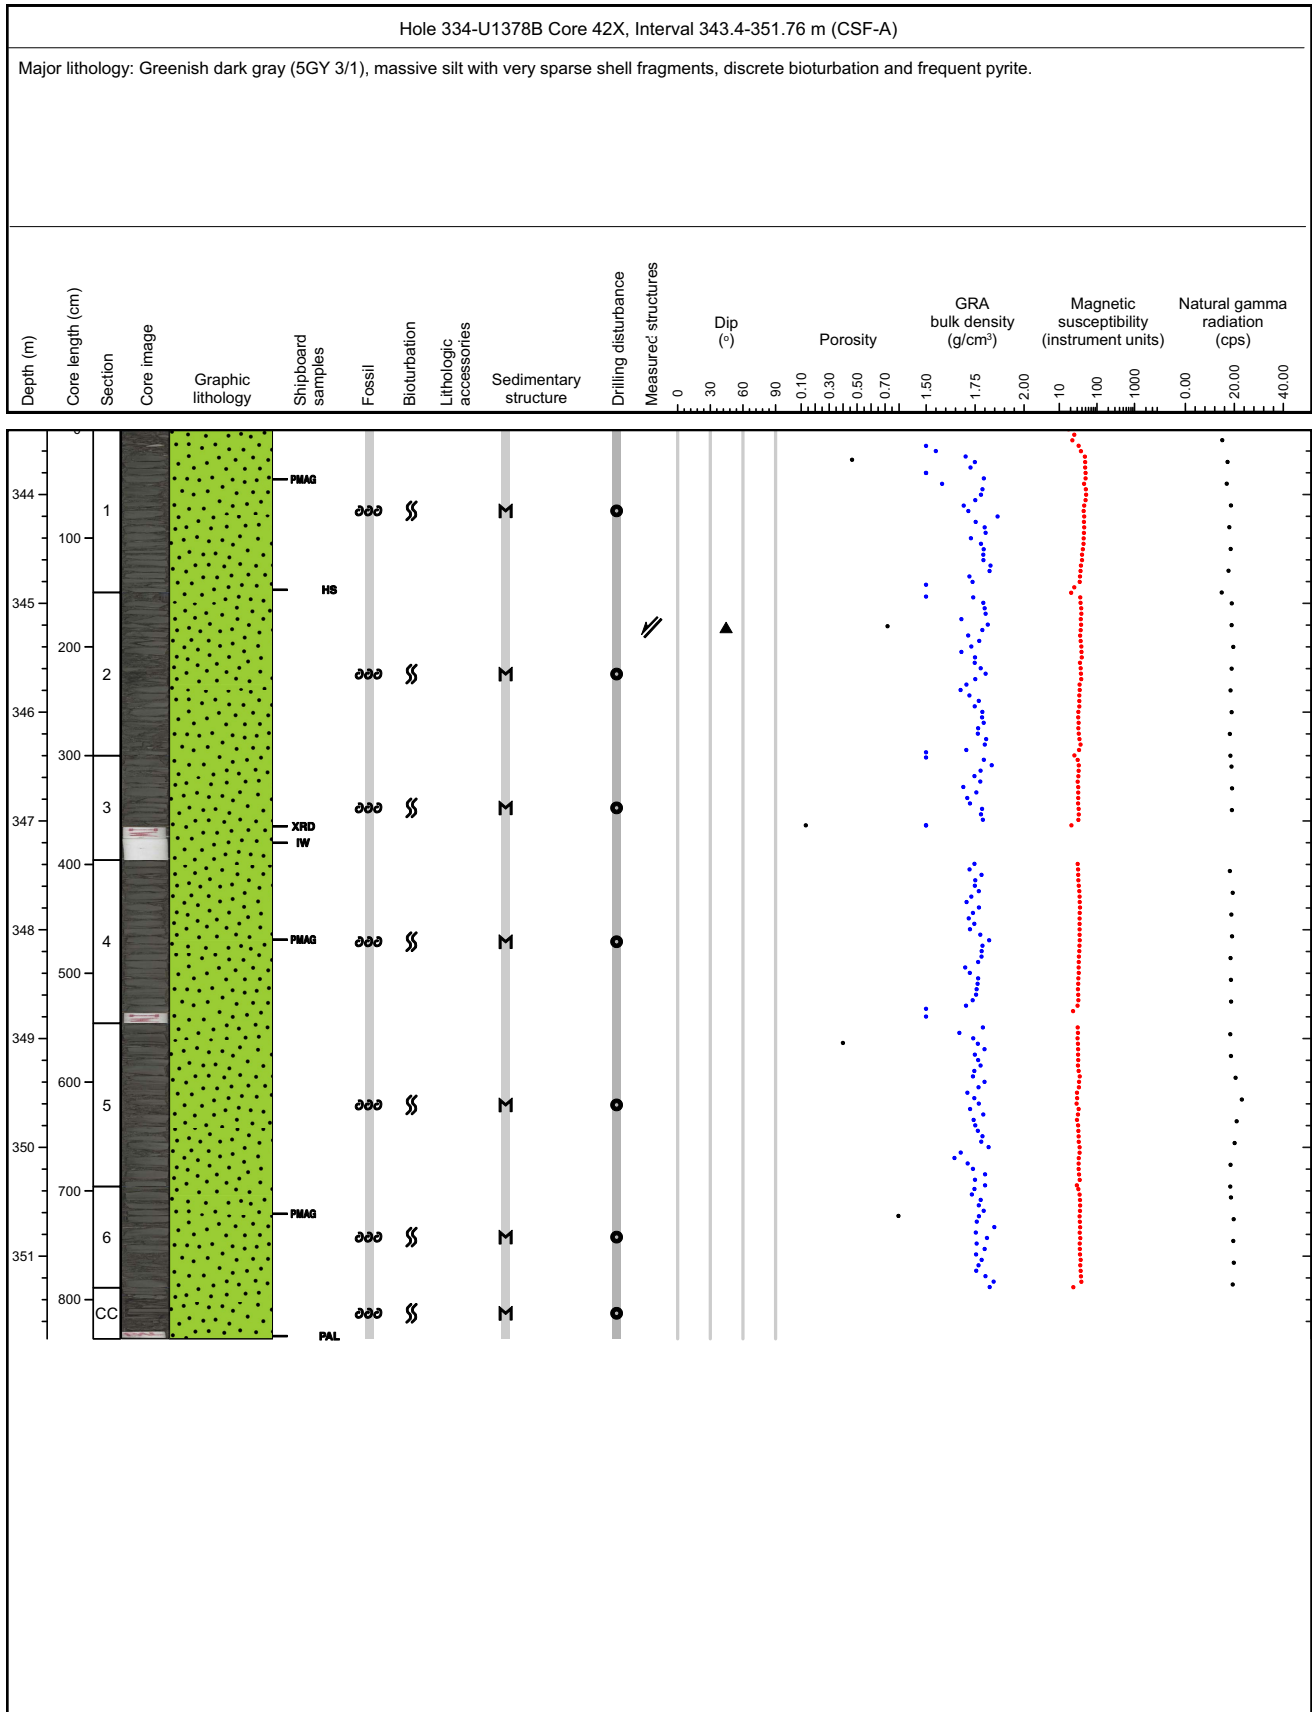 Hole 334-U1378B Core 42X, Interval 343.4-351.76 m (CSF-A)
Major lithology: Greenish dark gray (5GY 3/1), massive silt with very sparse shell fragments, discrete bioturbation and frequent pyrite.
Depth (m)
Core length (cm)
Section
Core image
Graphic
lithology
Shipboard
samples
Fossil
Bioturbation
Lithologic
accessories
Sedimentary
structure
Drilling disturbance
Measured structures
Dip
(°)
0 30 60 90
Porosity
0.10 0.30 0.50 0.70
GRA
bulk density
(g/cm³)
1.50 1.75 2.00
Magnetic
susceptibility
(instrument units)
10 100 1000
Natural gamma
radiation
(cps)
0.00 20.00 40.00
0
344
PMAG
1
100
HS
345
200
2
346
300
3
347
XRD
IW
400
348
PMAG
4
500
349
600
5
350
700
PMAG
6
351
800
CC
PAL